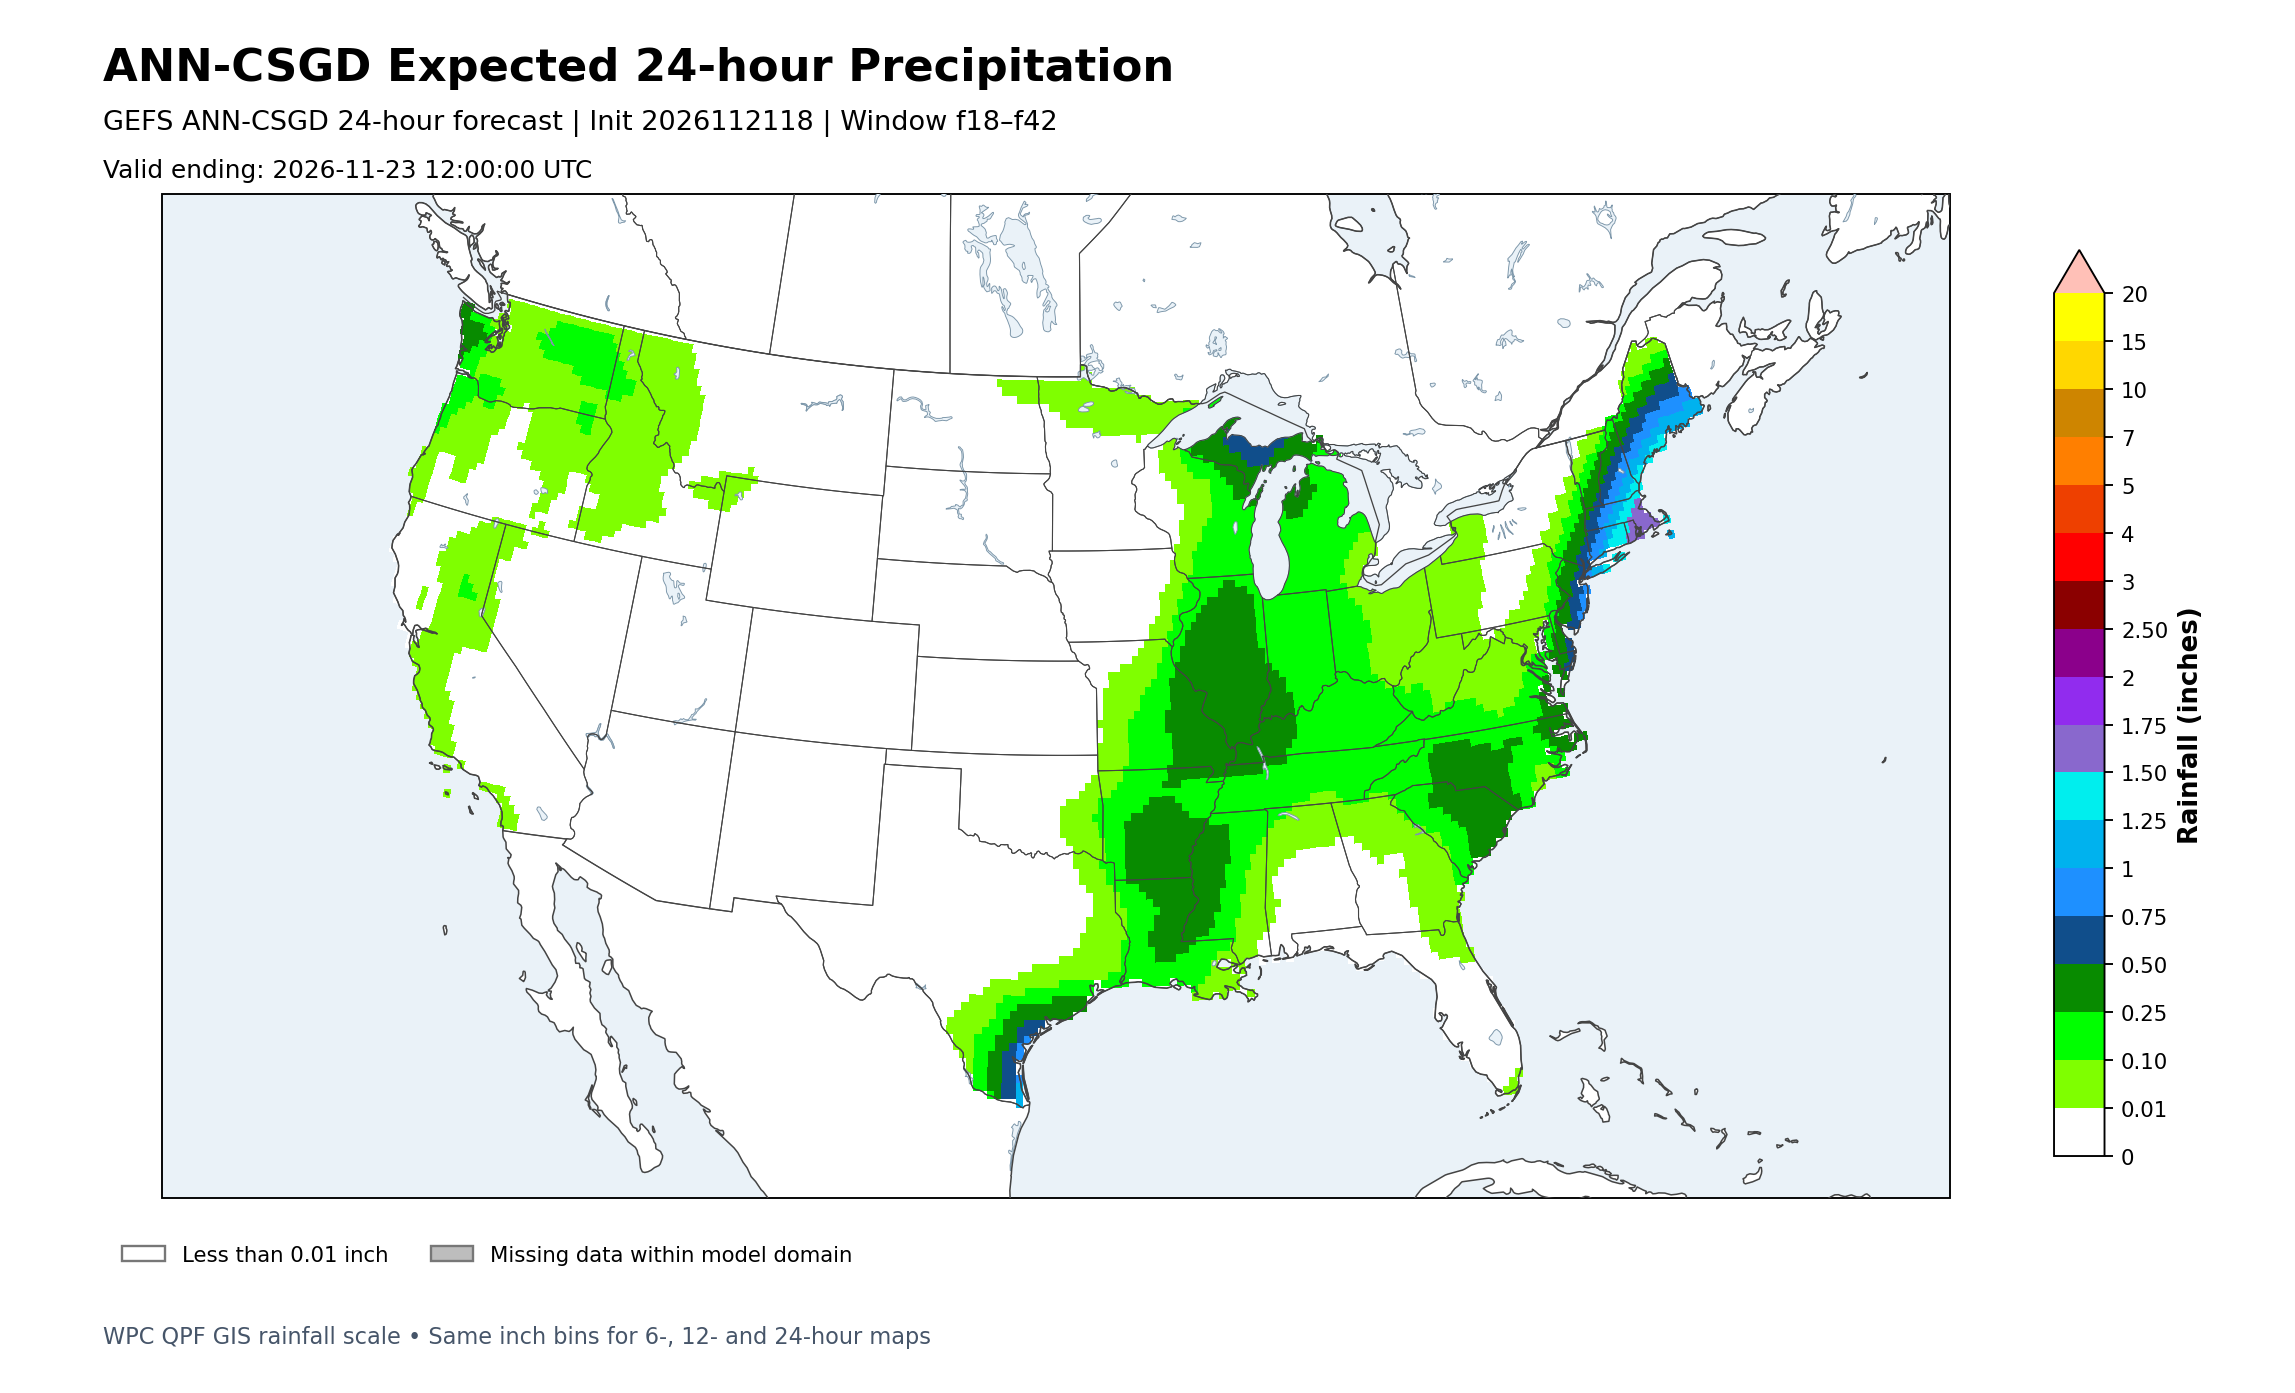 ANN-CSGD Expected 24-hour Precipitation
GEFS ANN-CSGD 24-hour forecast | Init 2026112118 | Window f18–f42
Valid ending: 2026-11-23 12:00:00 UTC
20
15
10
7
5
4
3
2.50
2
1.75
1.50
1.25
1
0.75
0.50
0.25
0.10
0.01
0
Rainfall (inches)
Less than 0.01 inch
Missing data within model domain
WPC QPF GIS rainfall scale • Same inch bins for 6-, 12- and 24-hour maps